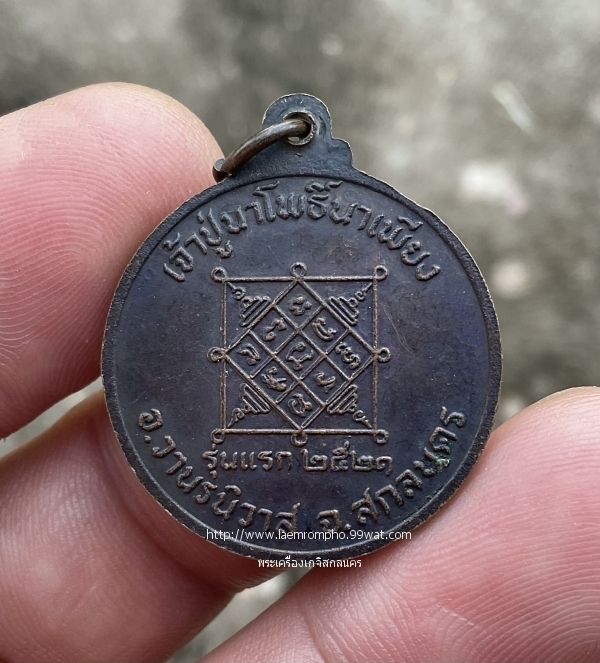 เจ้าปู่มาโพธิ์นาเพียง
รุ่นแรก ๒๕๒๑
อ.วานรนิวาส จ.สกลนคร
http://www.laemrompho.99wat.com
พระเครื่องเกจิสกลนคร